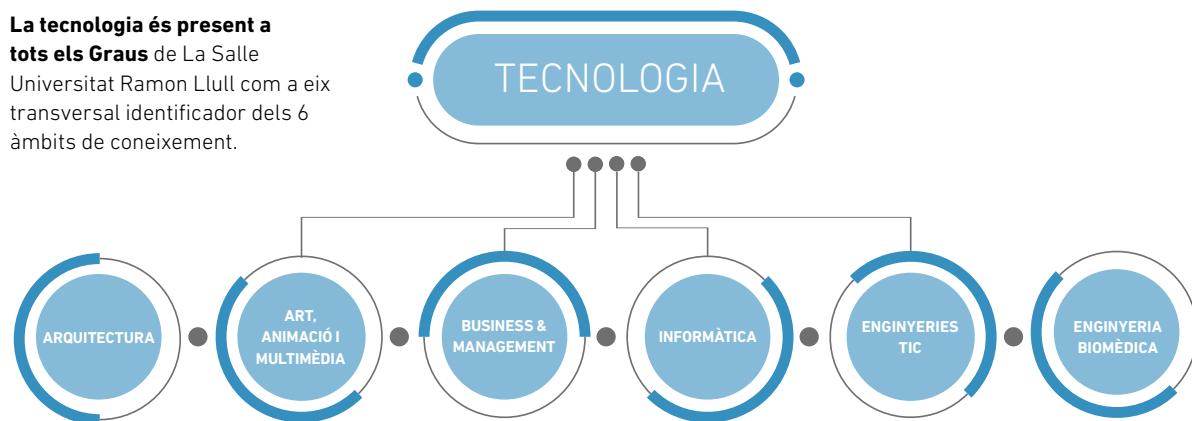 La tecnologia és present a
tots els Graus de La Salle
Universitat Ramon Llull com a eix
transversal identificador dels 6
àmbits de coneixement.
TECNOLOGIA
ARQUITECTURA
ART,
ANIMACIÓ I
MULTIMÈDIA
BUSINESS &
MANAGEMENT
INFORMÀTICA
ENGINYERIES
TIC
ENGINYERIA
BIOMÈDICA